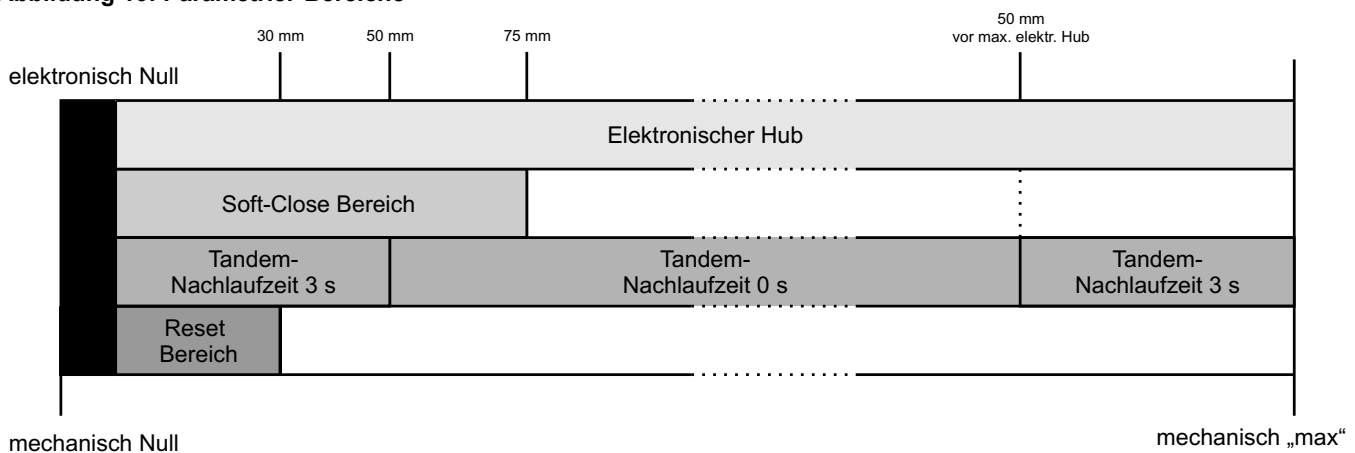 Abbildung 10: Parametrier-Bereiche
50 mm
vor max. elektr. Hub
30 mm
50 mm
75 mm
elektronisch Null
Elektronischer Hub
Soft-Close Bereich
Tandem-
Nachlaufzeit 3 s
Tandem-
Nachlaufzeit 0 s
Tandem-
Nachlaufzeit 3 s
Reset
Bereich
mechanisch Null
mechanisch „max“